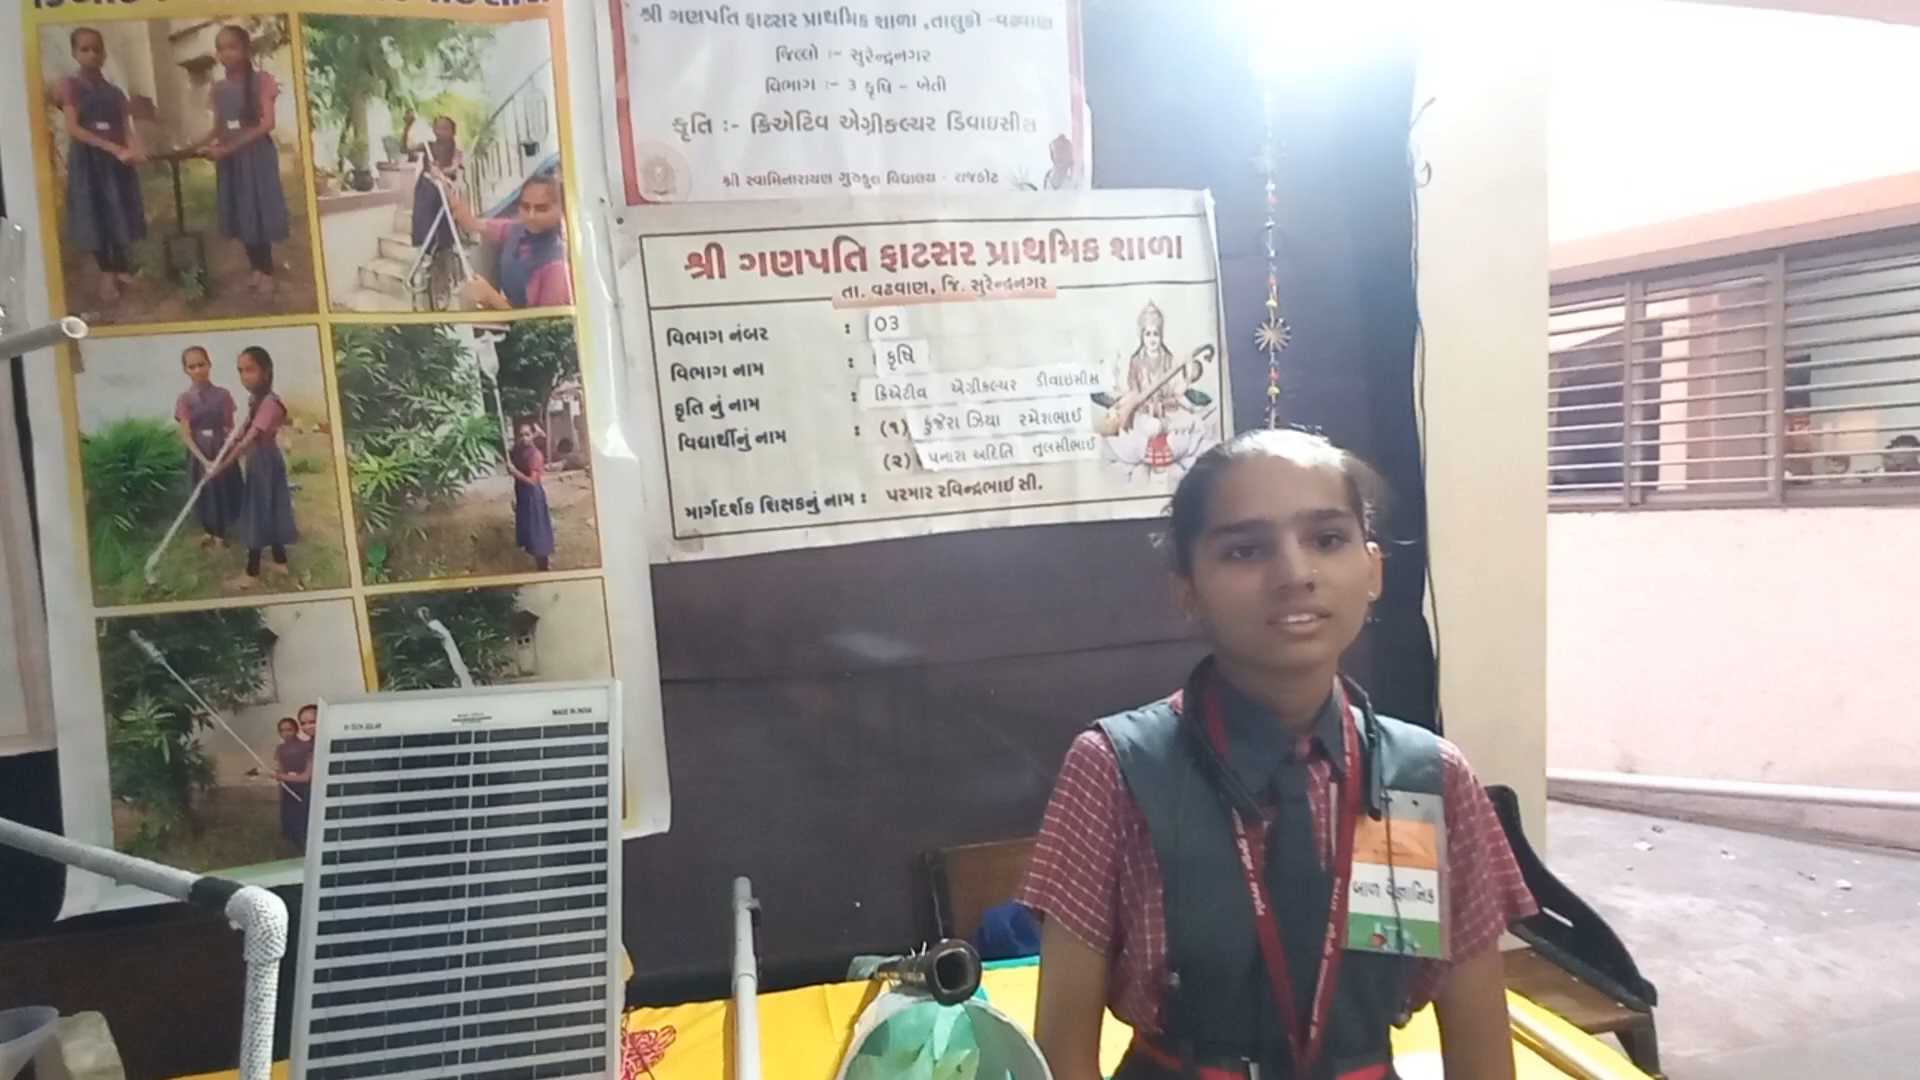 શ્રી ગણપતિ ફાટસર પ્રાથમિક શાળા ,તાલુકો -વઢવાણ
જિલ્લો :- સુરેન્દ્રનગર
વિભાગ :- 3 કૃષિ - ખેતી
કૃતિ :- ક્રિએટિવ એગ્રીકલ્ચર ડિવાઇસીસ
શ્રી સ્વામિનારાયણ ગુરુકુલ વિદ્યાલય - રાજકોટ
શ્રી ગણપતિ ફાટસર પ્રાથમિક શાળા
તા. વઢવાણ, જિ. સુરેન્દ્રનગર
વિભાગ નંબર : 03
વિભાગ નામ : કૃષિ
કૃતિ નું નામ : ક્રિએટીવ એગ્રીકલ્ચર ડીવાઇસીસ
વિદ્યાર્થીનું નામ : (૧) કુંજેરા ઝિયા રમેશભાઈ
(૨) પનારા અદિતિ તુલસીભાઈ
માર્ગદર્શક શિક્ષકનું નામ : પરમાર રવિન્દ્રભાઈ સી.
MADE IN INDIA
બાળ વૈજ્ઞાનિક